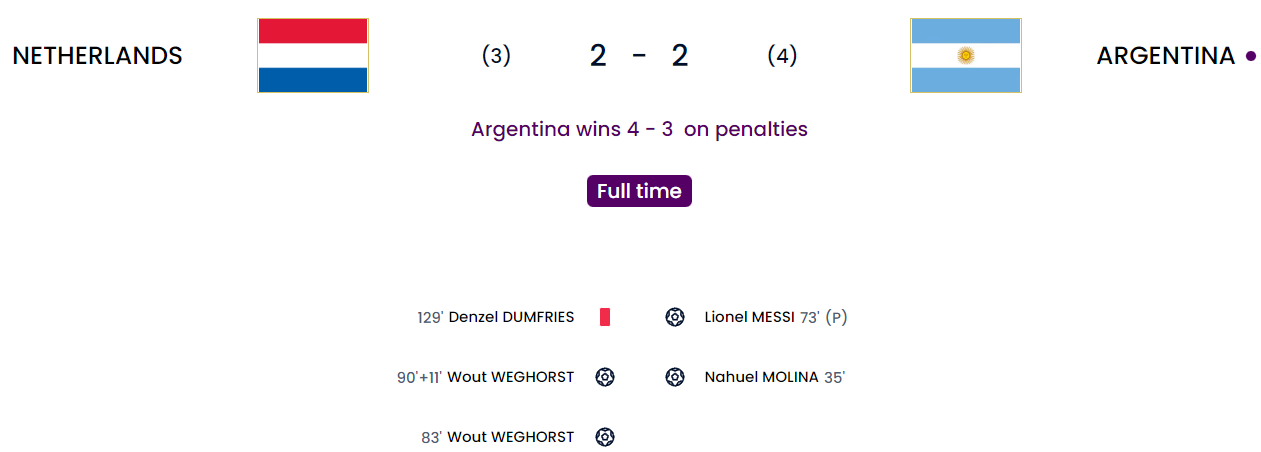 NETHERLANDS (3) 2 - 2 (4) ARGENTINA
Argentina wins 4 - 3 on penalties
Full time
129' Denzel DUMFRIES Lionel MESSI 73' (P)
90'+11' Wout WEGHORST Nahuel MOLINA 35'
83' Wout WEGHORST